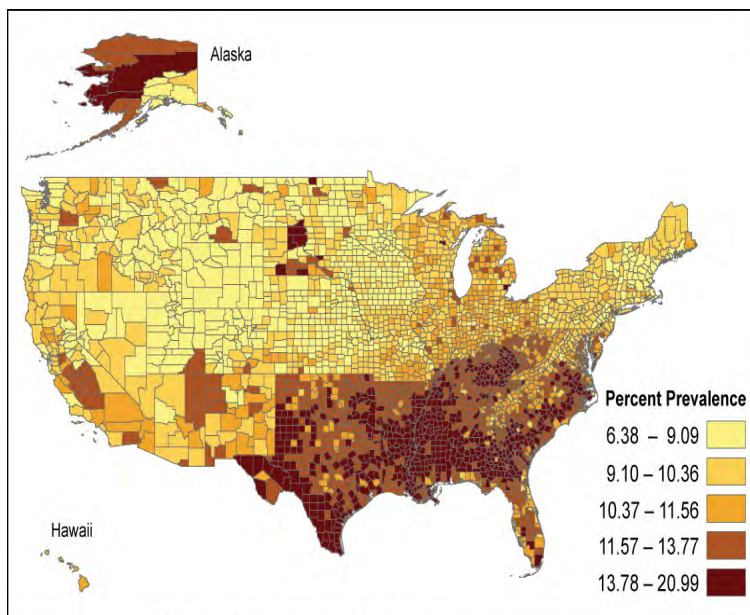 Alaska
Percent Prevalence
6.38 – 9.09
9.10 – 10.36
10.37 – 11.56
11.57 – 13.77
13.78 – 20.99
Hawaii